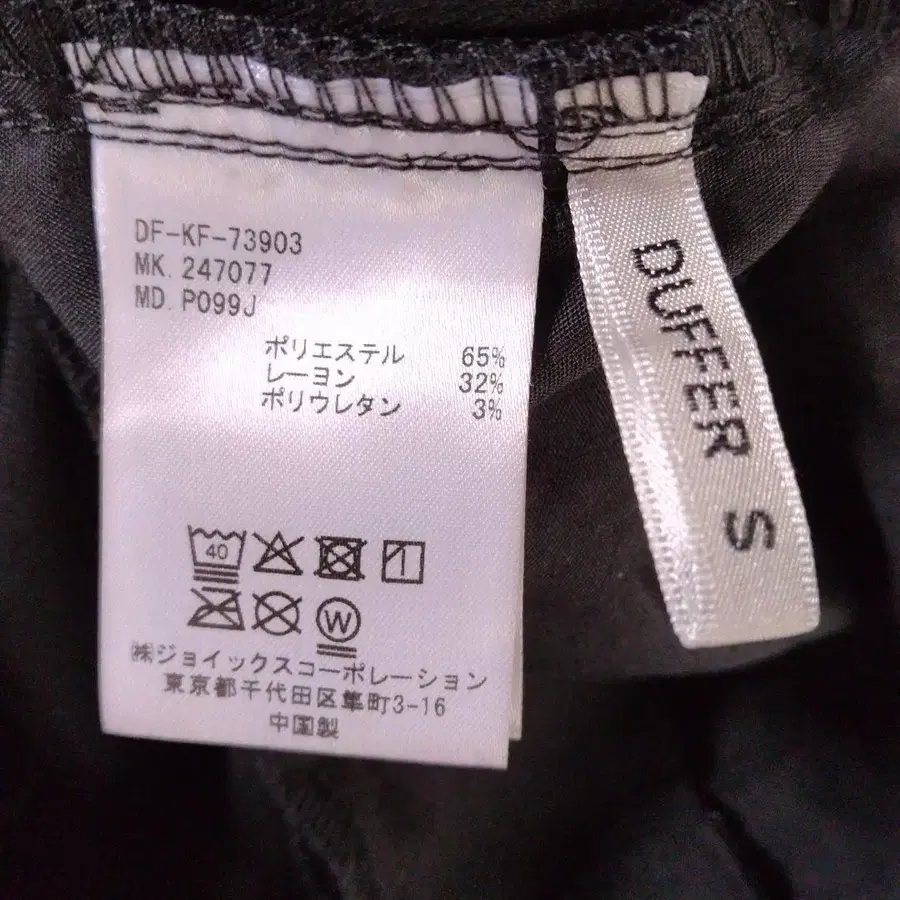 DF-KF-73903
MK. 247077
MD. P099J
ポリエステル 65%
レーヨン 32%
ポリウレタン 3%
40
W
㈱ジョイックスコーポレーション
東京都千代田区隼町3-16
中国製
DUFFER S